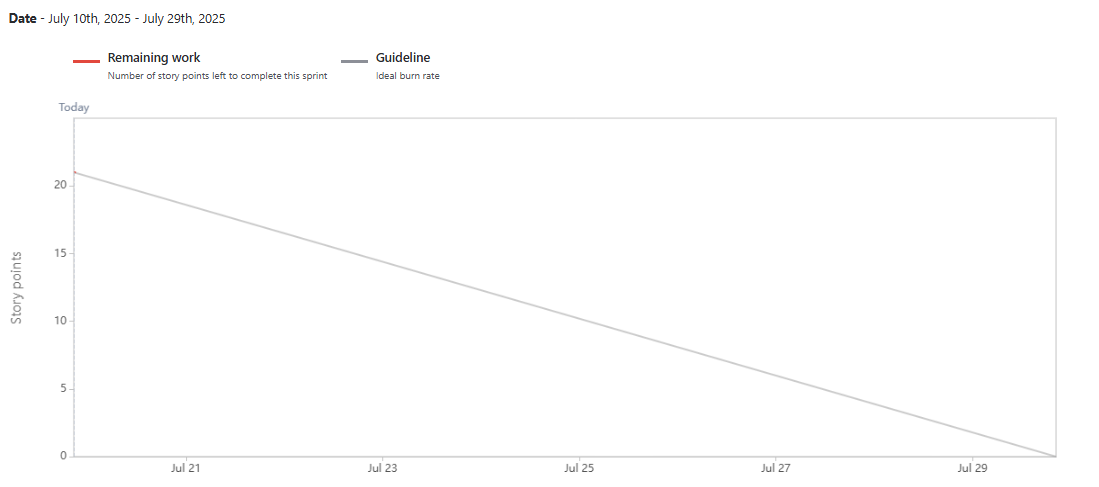 Date - July 10th, 2025 - July 29th, 2025
Remaining work
Number of story points left to complete this sprint
Guideline
Ideal burn rate
Today
20
15
10
5
0
Story points
Jul 21 Jul 23 Jul 25 Jul 27 Jul 29